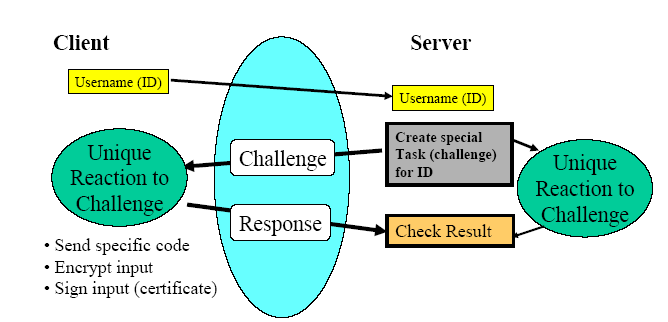 Client
Server
Username (ID)
Username (ID)
Create special
Task (challenge)
for ID
Challenge
Unique
Reaction to
Challenge
Unique
Reaction to
Challenge
Response
Check Result
• Send specific code
• Encrypt input
• Sign input (certificate)